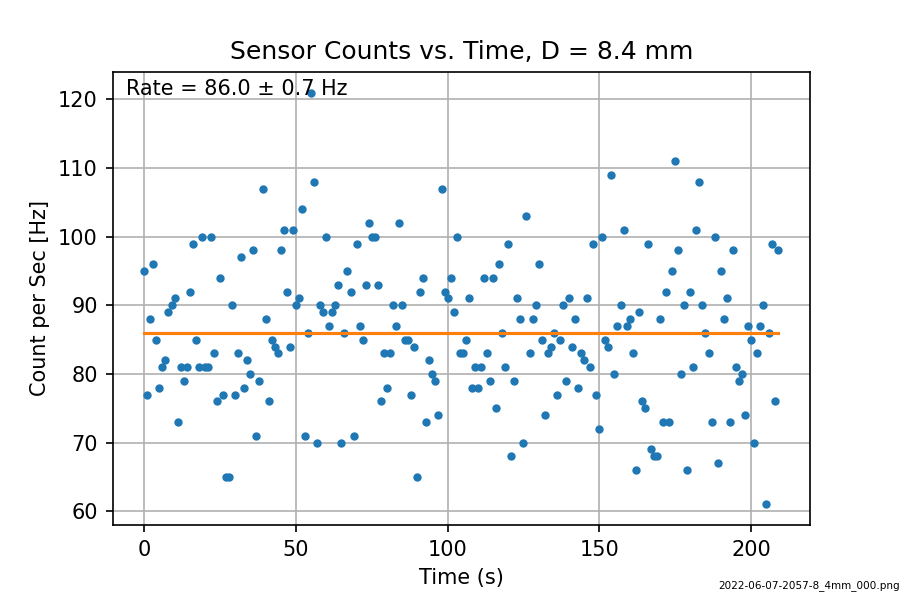 Sensor Counts vs. Time, D = 8.4 mm
Rate = 86.0 ± 0.7 Hz
120
110
100
90
80
70
60
Count per Sec [Hz]
0 50 100 150 200
Time (s)
2022-06-07-2057-8_4mm_000.png